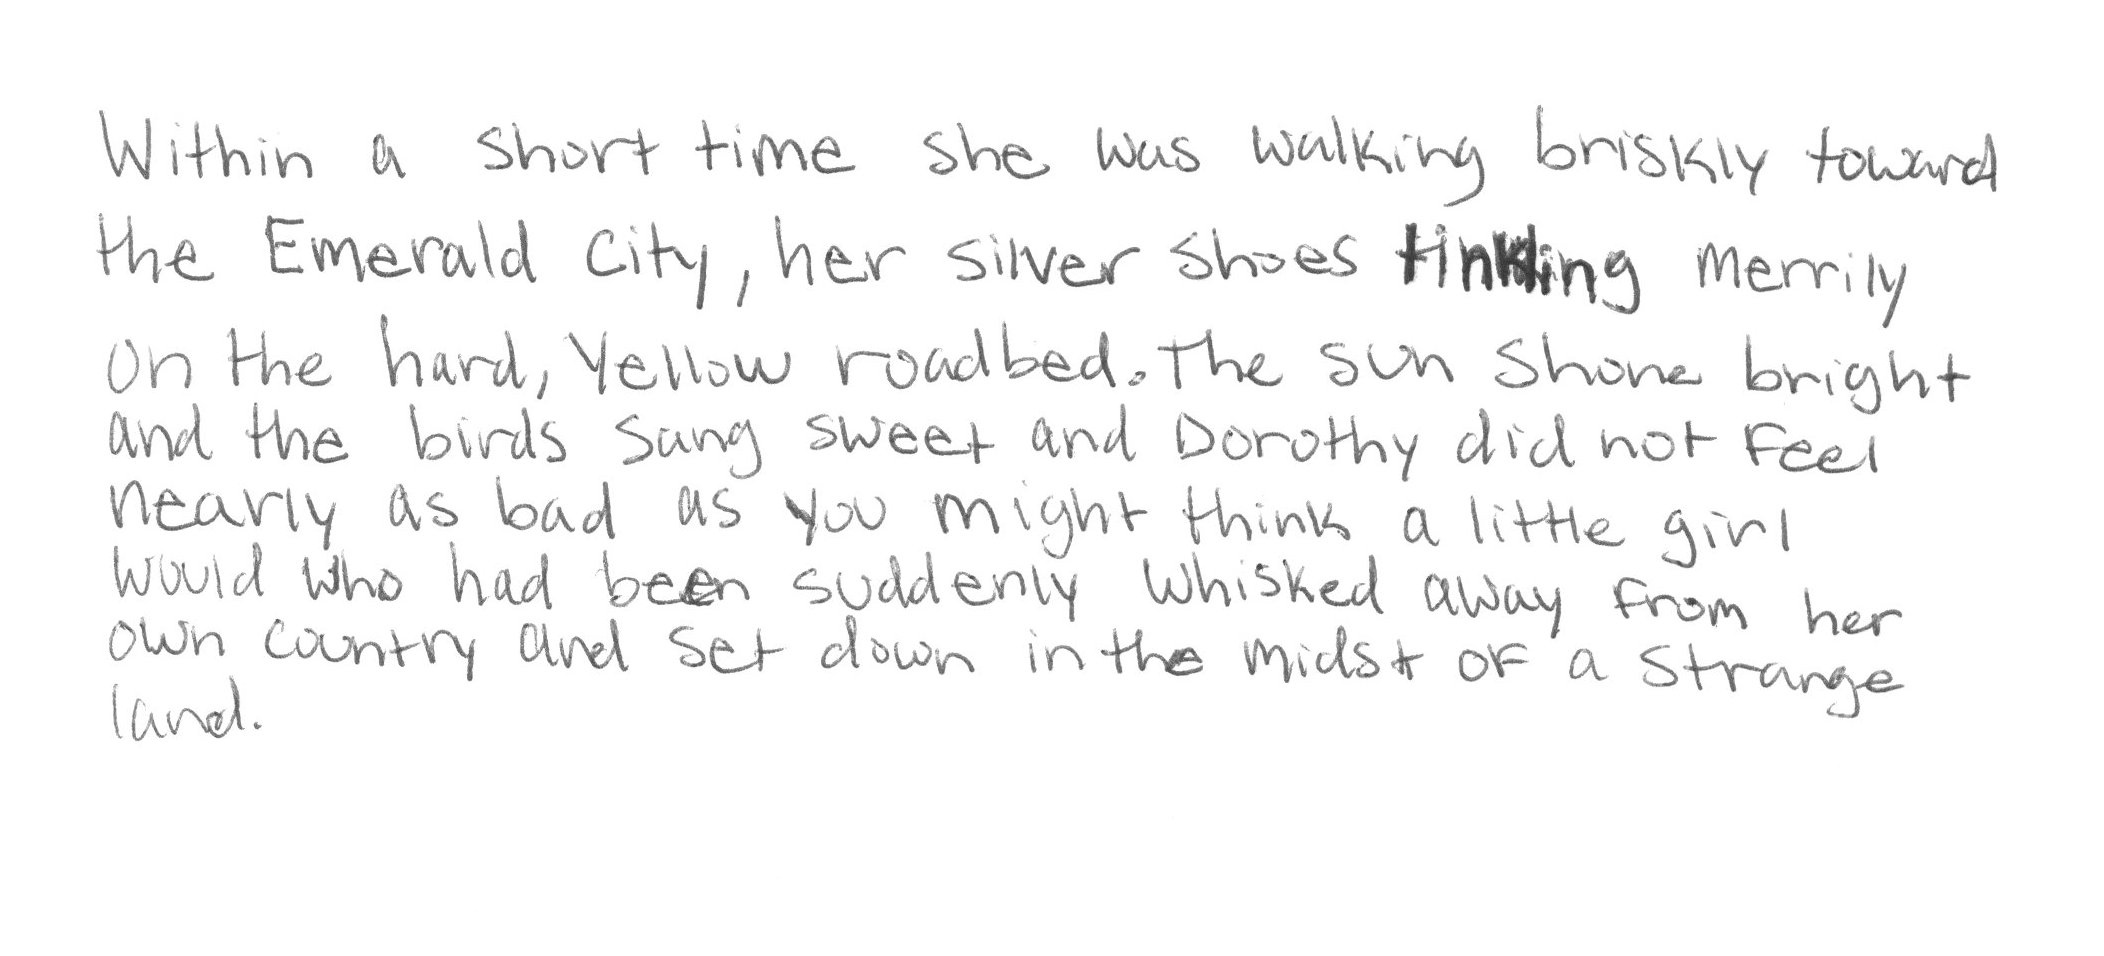 Within a short time she was walking briskly toward
the Emerald City, her silver shoes tinkling merrily
on the hard, yellow roadbed. The sun shone bright
and the birds sang sweet and Dorothy did not feel
nearly as bad as you might think a little girl
would who had been suddenly whisked away from her
own country and set down in the midst of a strange
land.